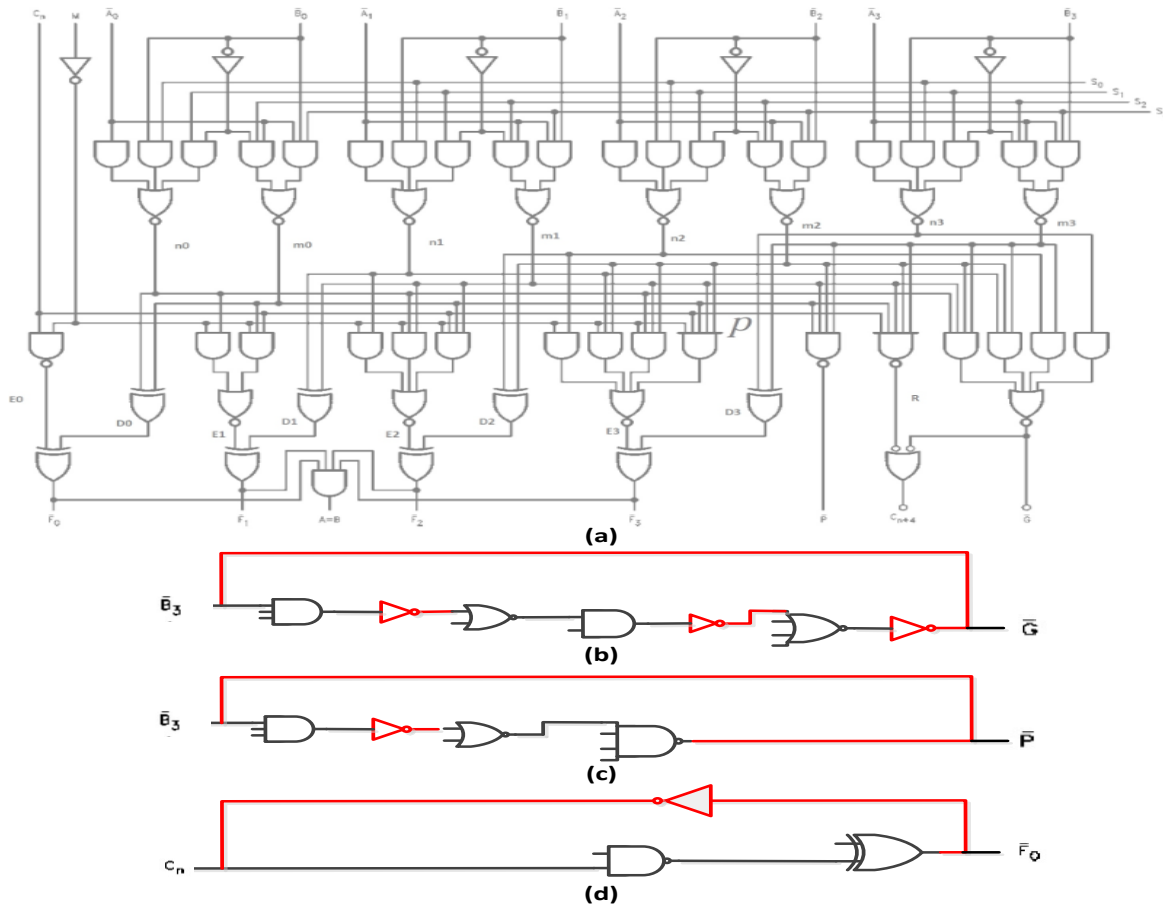 Cn M Ā0 B̄0 Ā1 B̄1 Ā2 B̄2 Ā3 B̄3
S0
S1
S2
S
n0 m0 n1 m1 n2 m2 n3 m3
p
E0 D0 E1 D1 E2 D2 E3 D3 R
F̄0 F̄1 A=B F̄2 F̄3 P̄ Cn+4 Ḡ
(a)
B̄3 Ḡ
(b)
B̄3 P̄
(c)
Cn F̄0
(d)